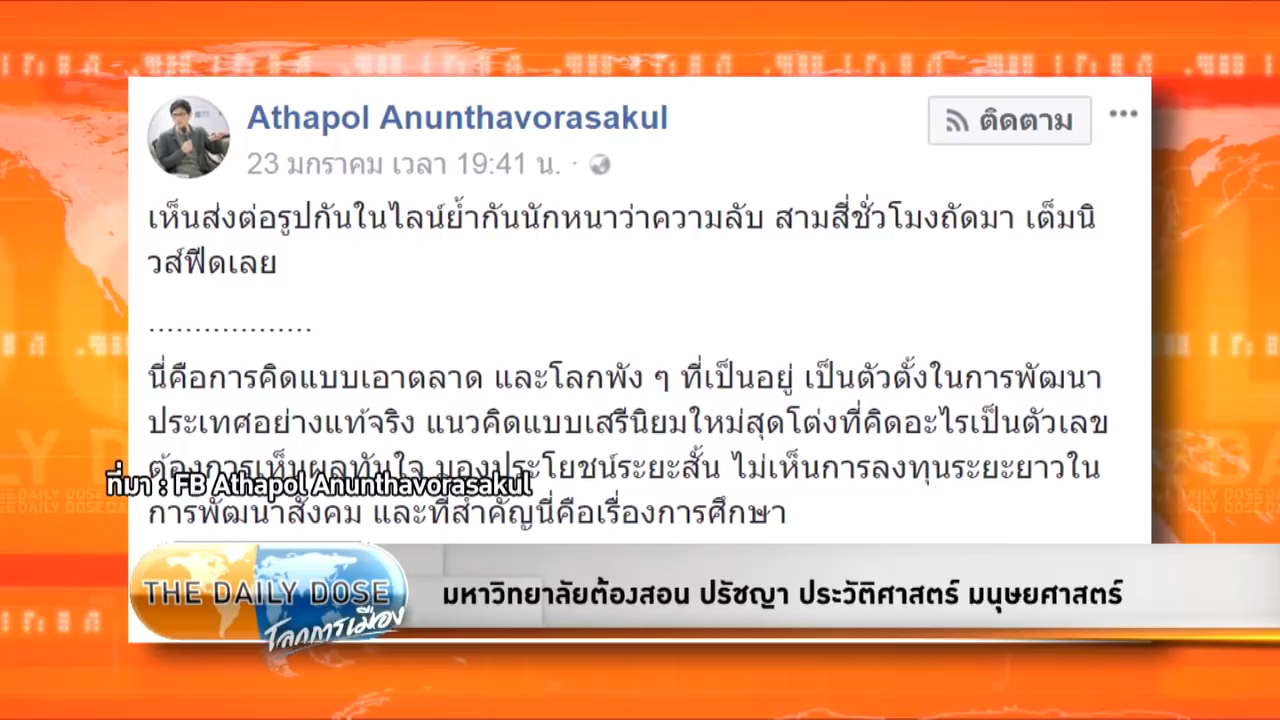 Athapol Anunthavorasakul
ติดตาม
23 มกราคม เวลา 19:41 น. ·
เห็นส่งต่อรูปกันในไลน์ย้ำกันนักหนาว่าความลับ สามสี่ชั่วโมงถัดมา เต็มนิ
วส์ฟีดเลย
..................
นี่คือการคิดแบบเอาตลาด และโลกพัง ๆ ที่เป็นอยู่ เป็นตัวตั้งในการพัฒนา
ประเทศอย่างแท้จริง แนวคิดแบบเสรีนิยมใหม่สุดโต่งที่คิดอะไรเป็นตัวเลข
ต้องการเห็นผลทันใจ มองประโยชน์ระยะสั้น ไม่เห็นการลงทุนระยะยาวใน
ที่มา : FB Athapol Anunthavorasakul
การพัฒนาสังคม และที่สำคัญนี่คือเรื่องการศึกษา
THE DAILY DOSE
โลกการเมือง
มหาวิทยาลัยต้องสอน ปรัชญา ประวัติศาสตร์ มนุษยศาสตร์